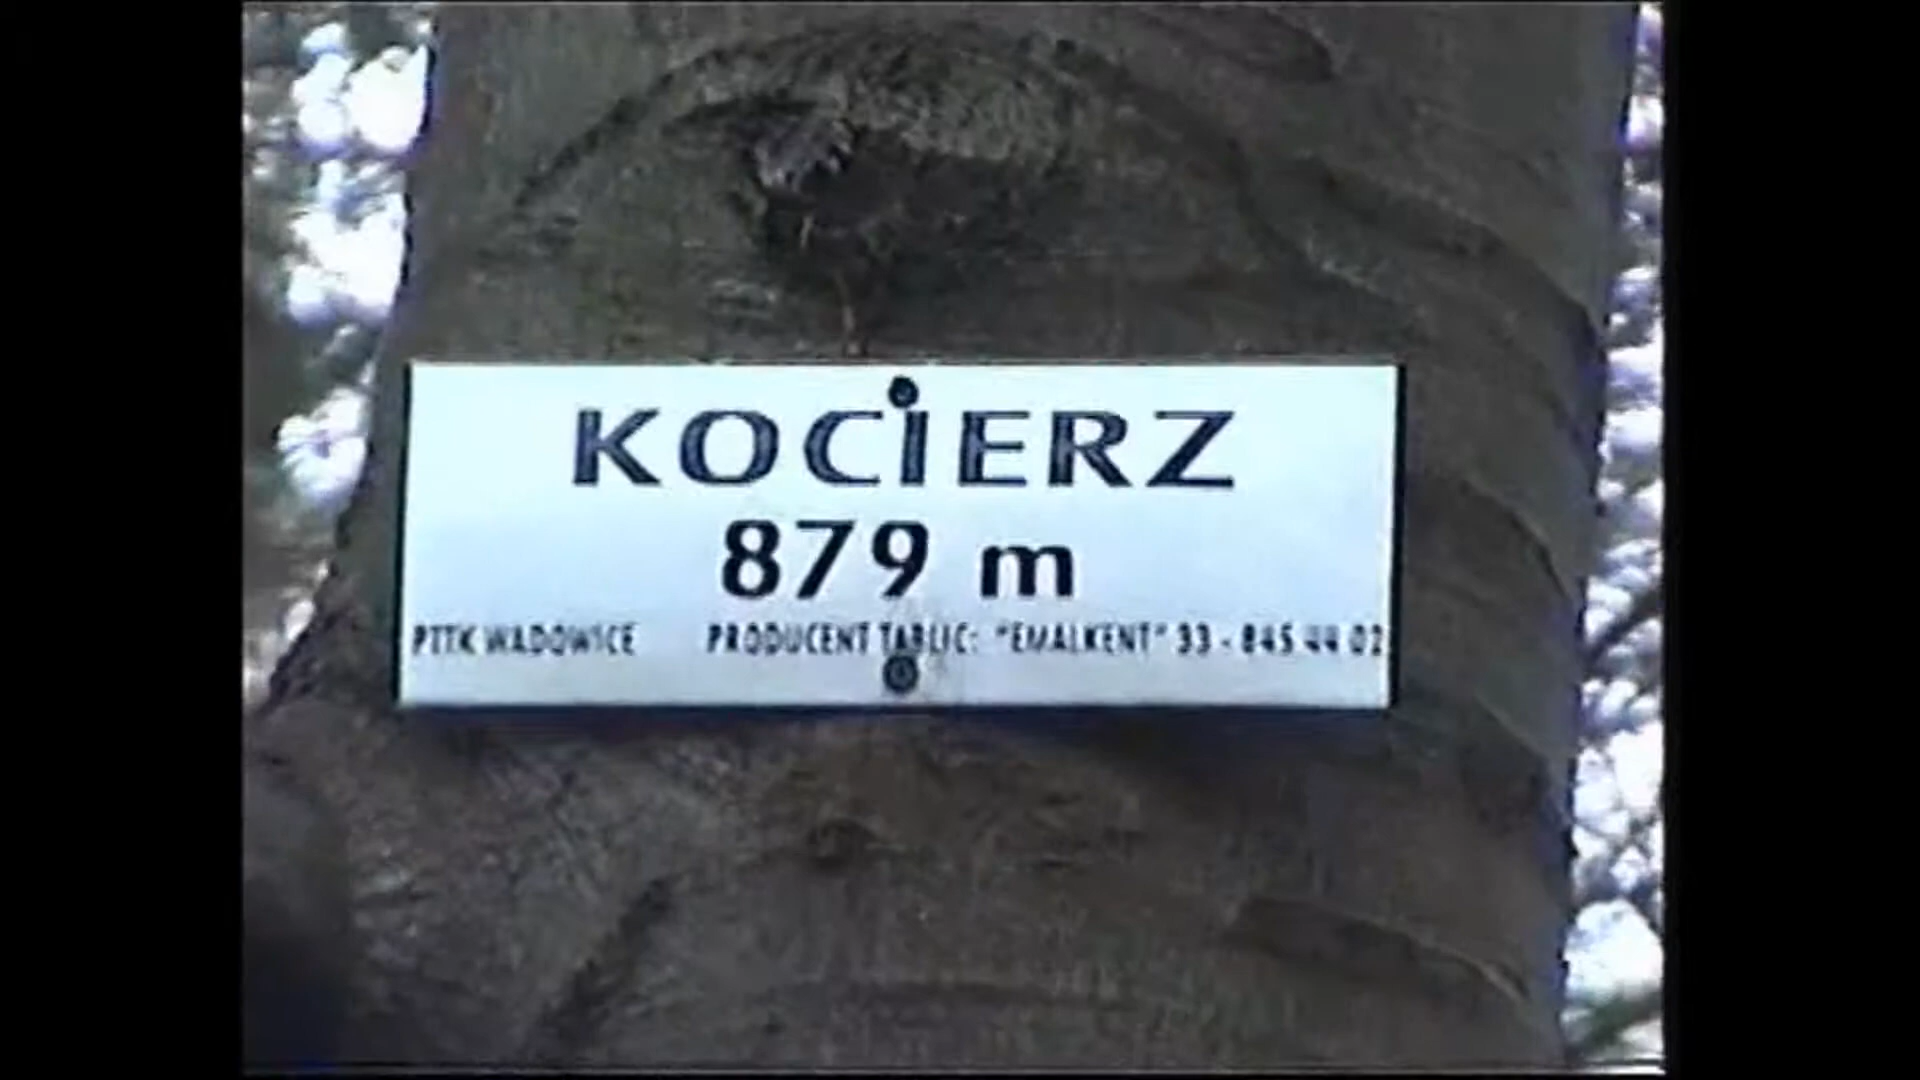 KOCIERZ
879 m
PTTK WADOWICE PRODUCENT TABLIC: "EMALKENT" 33 - 845 44 02